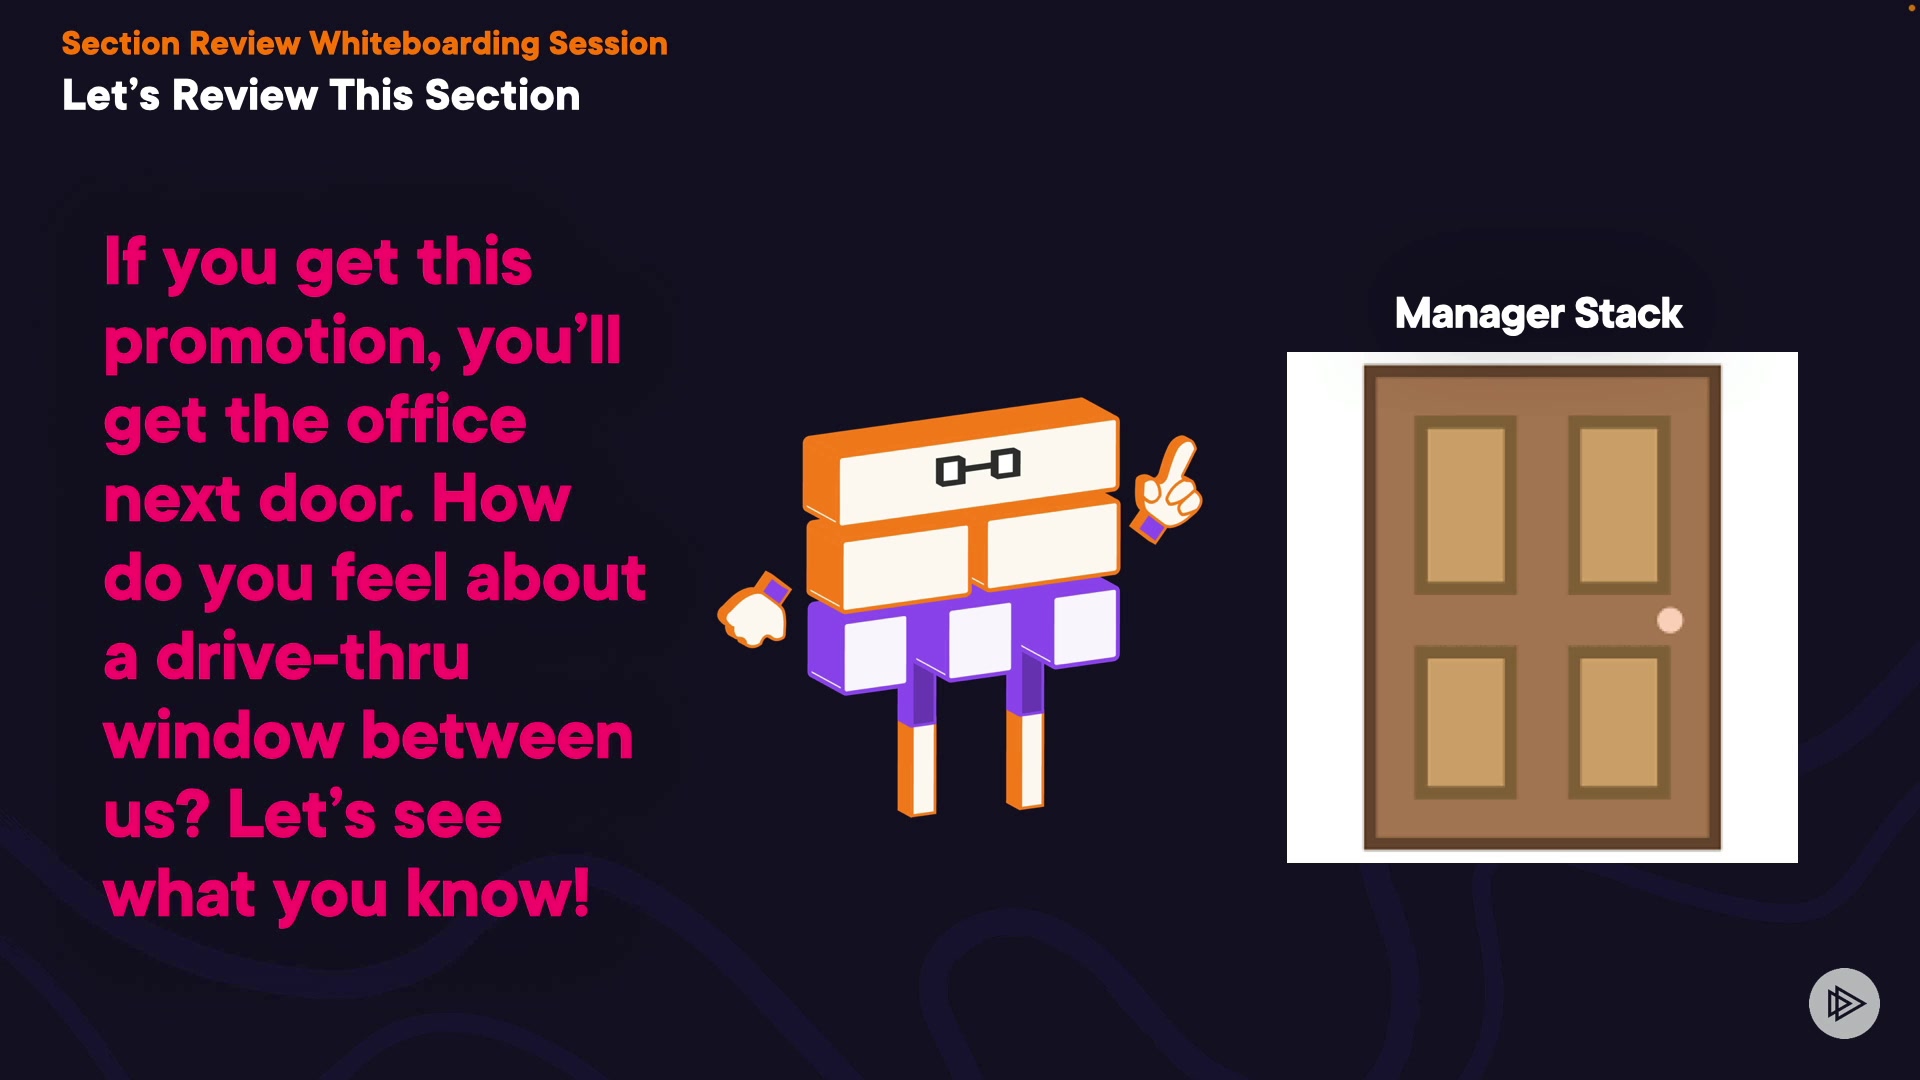 Section Review Whiteboarding Session
Let’s Review This Section
If you get this
promotion, you’ll
get the office
next door. How
do you feel about
a drive-thru
window between
us? Let’s see
what you know!
Manager Stack